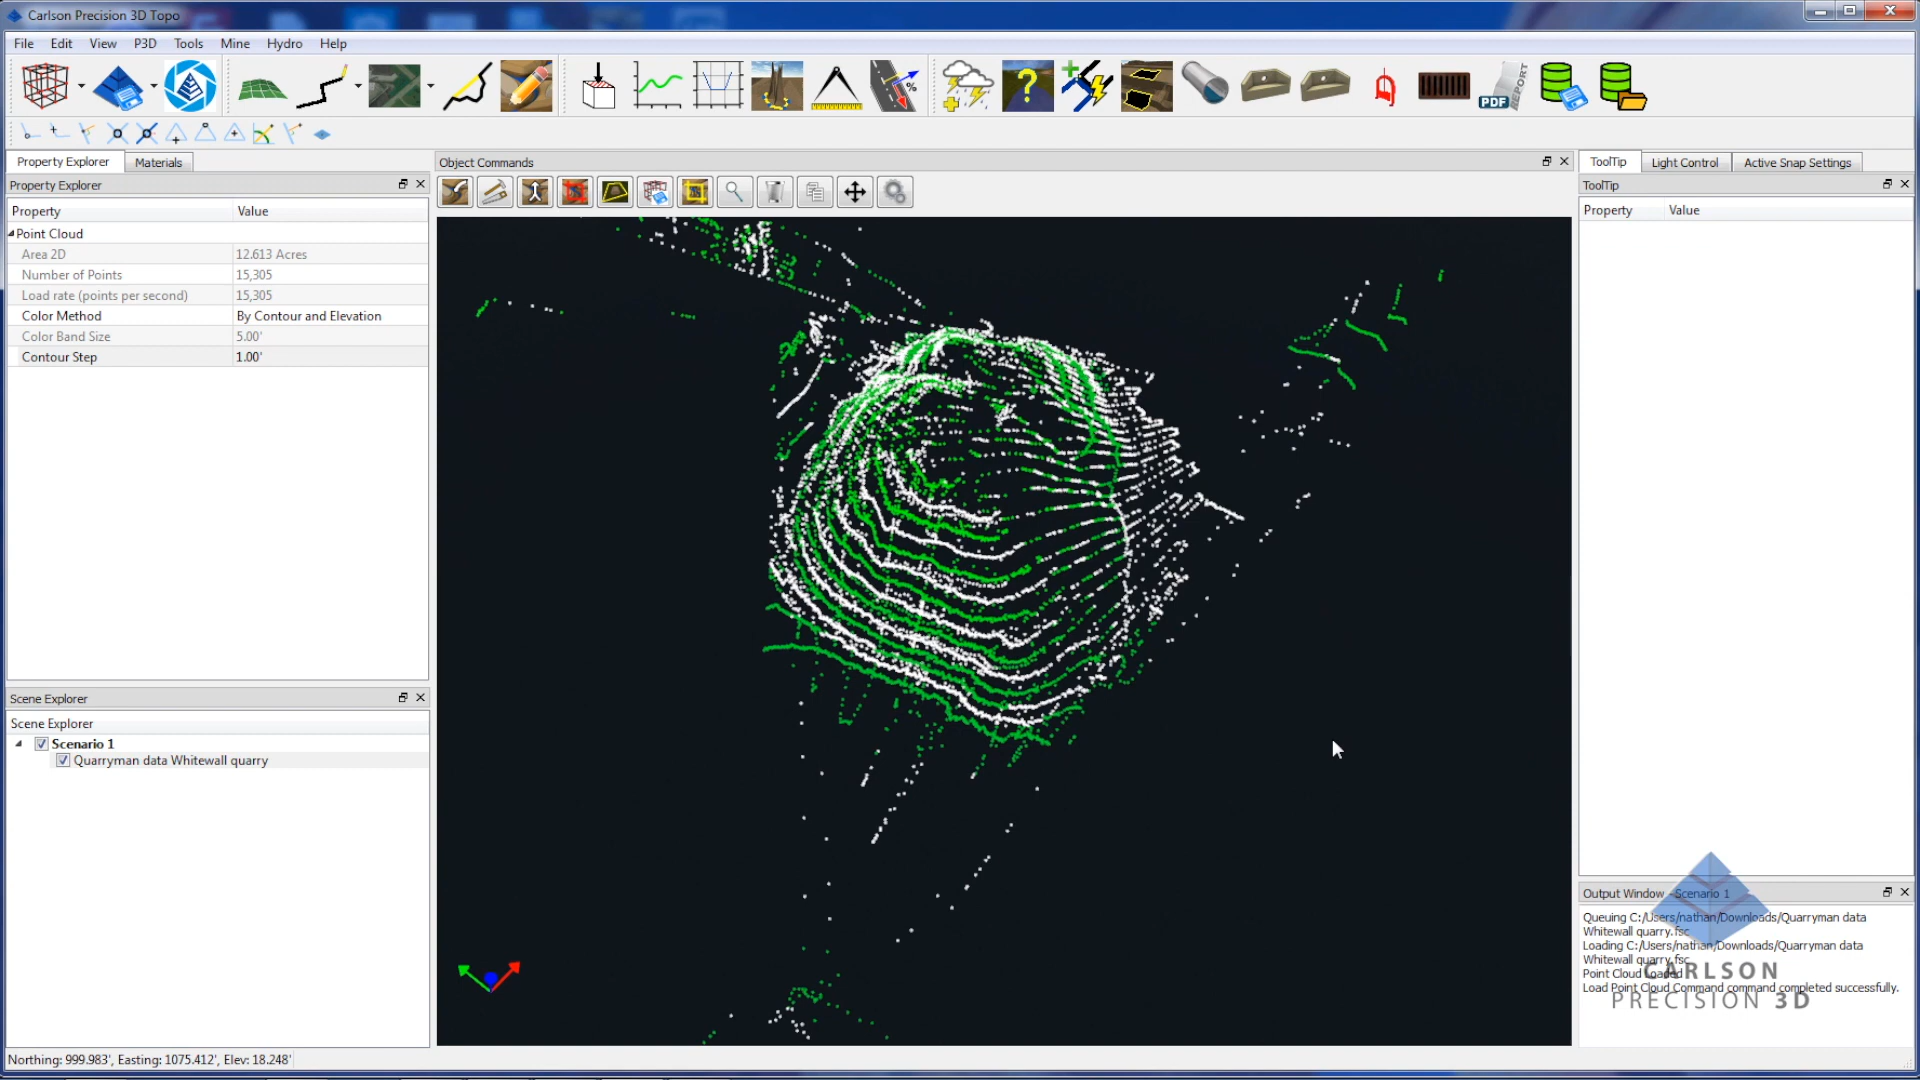 Carlson Precision 3D Topo
File Edit View P3D Tools Mine Hydro Help
?
%
PDF REPORT
Property Explorer Materials
Object Commands
ToolTip Light Control Active Snap Settings
Property Explorer
ToolTip
Property Value
Property Value
Point Cloud
Area 2D 12.613 Acres
Number of Points 15,305
Load rate (points per second) 15,305
Color Method By Contour and Elevation
Color Band Size 5.00'
Contour Step 1.00'
Scene Explorer
Scene Explorer
Scenario 1
Quarryman data Whitewall quarry
Output Window - Scenario 1
Queuing C:/Users/nathan/Downloads/Quarryman data
Whitewall quarry.fsc
Loading C:/Users/nathan/Downloads/Quarryman data
Whitewall quarry.fsc
Point Cloud Loaded
Load Point Cloud Command command completed successfully.
CARLSON
PRECISION 3D
Northing: 999.983', Easting: 1075.412', Elev: 18.248'